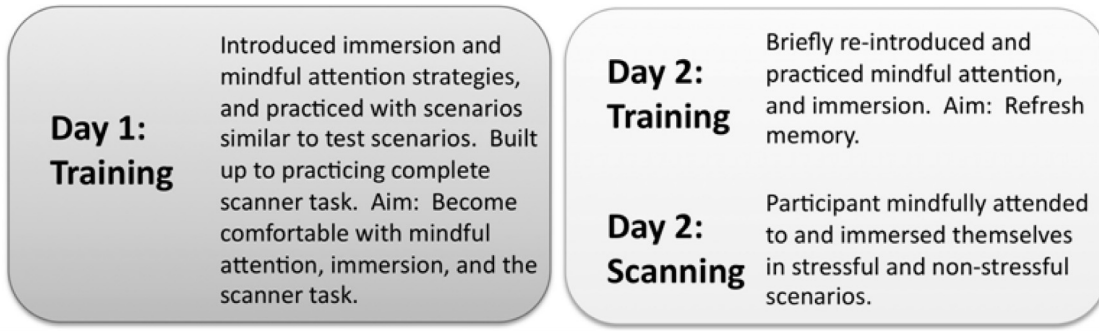 Day 1:
Training
Introduced immersion and
mindful attention strategies,
and practiced with scenarios
similar to test scenarios.  Built
up to practicing complete
scanner task.  Aim:  Become
comfortable with mindful
attention, immersion, and the
scanner task.
Day 2:
Training
Briefly re-introduced and
practiced mindful attention,
and immersion.  Aim:  Refresh
memory.
Day 2:
Scanning
Participant mindfully attended
to and immersed themselves
in stressful and non-stressful
scenarios.